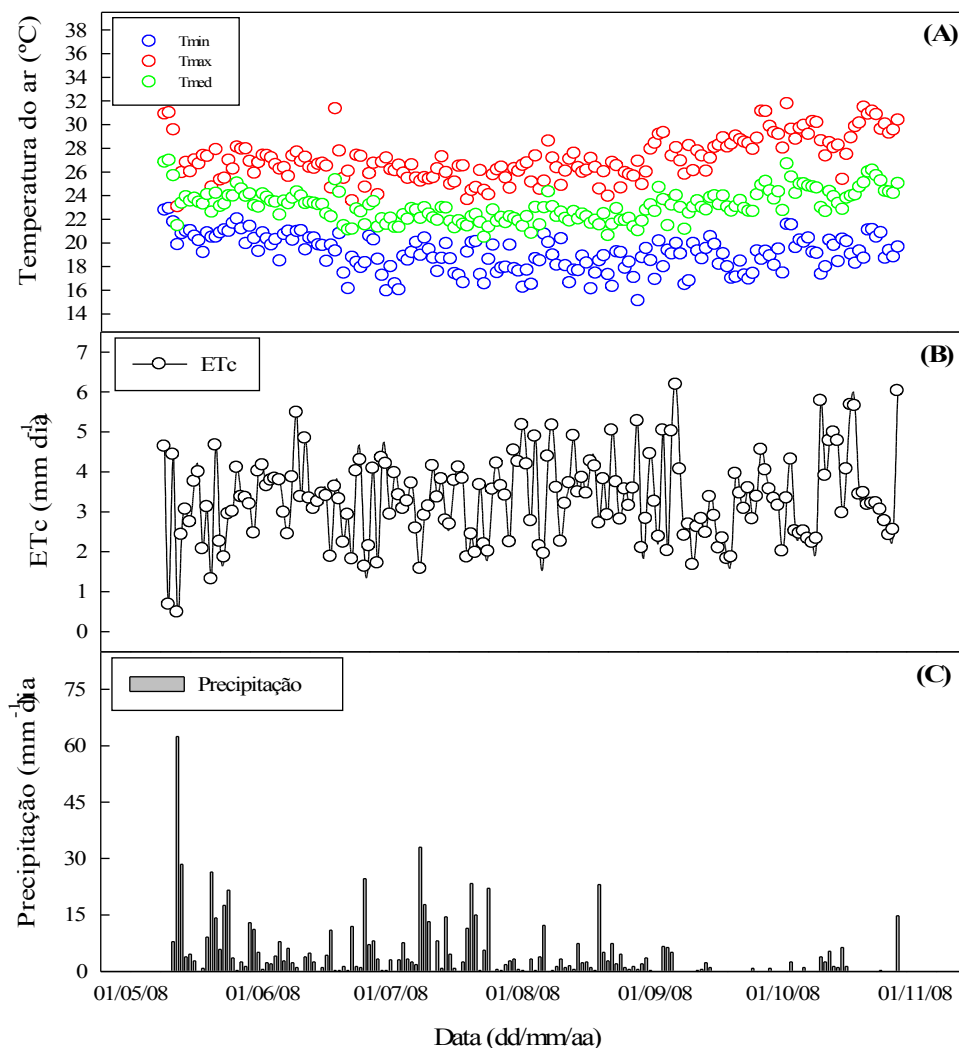 Temperatura do ar (ºC)
38
36
34
32
30
28
26
24
22
20
18
16
14
Tmin
Tmax
Tmed
(A)
ETc (mm dia-1)
7
6
5
4
3
2
1
0
ETc
(B)
Precipitação (mm dia-1)
75
60
45
30
15
0
Precipitação
(C)
01/05/08 01/06/08 01/07/08 01/08/08 01/09/08 01/10/08 01/11/08
Data (dd/mm/aa)